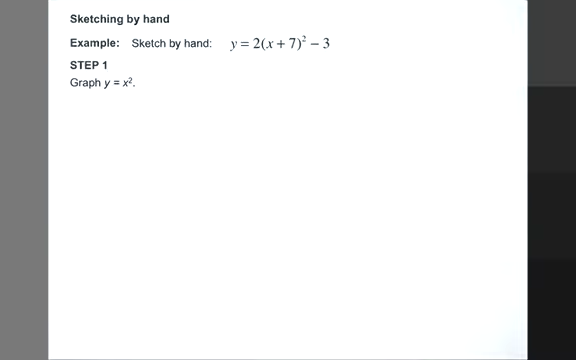 Sketching by hand
Example: Sketch by hand: y = 2(x + 7)² − 3
STEP 1
Graph y = x².